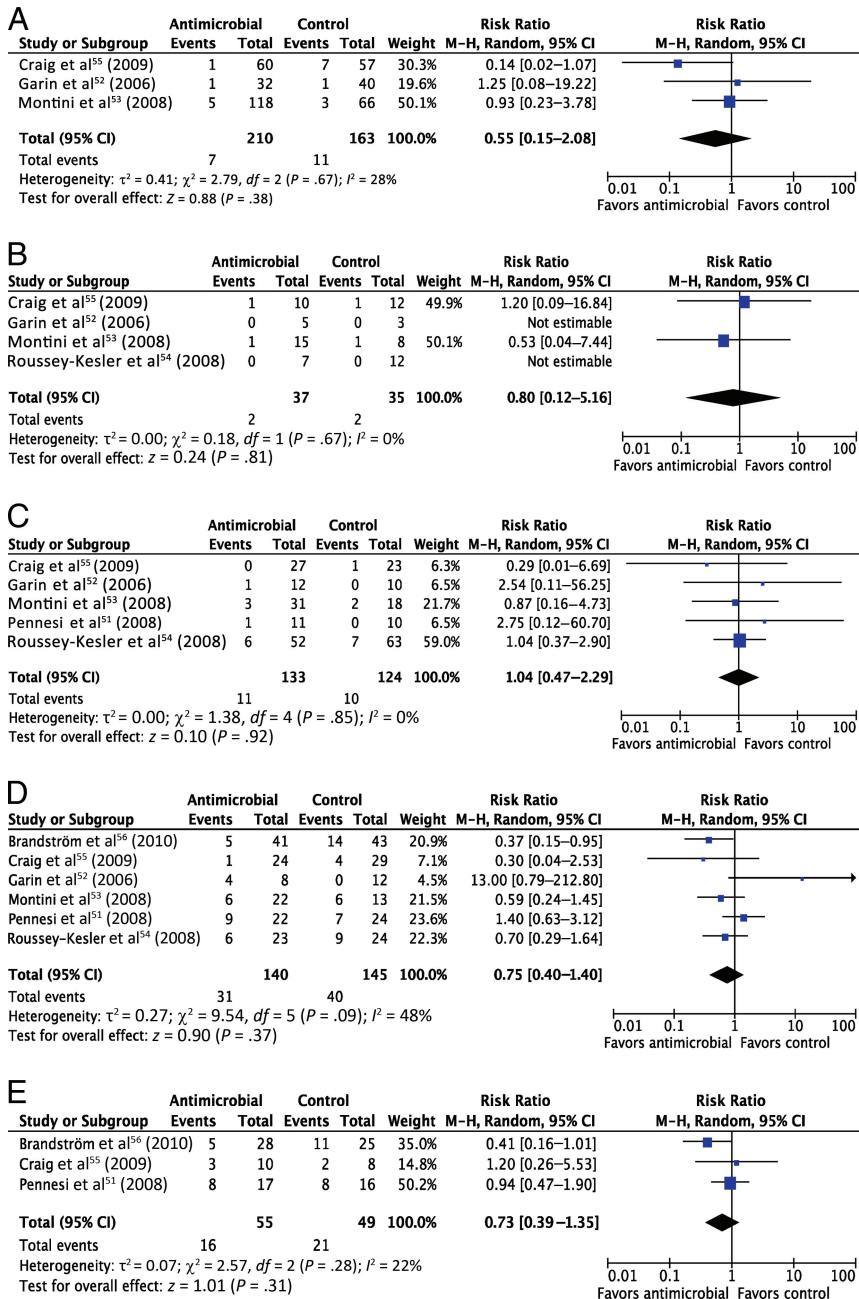 A
Antimicrobial Control Risk Ratio Risk Ratio
Study or Subgroup Events Total Events Total Weight M–H, Random, 95% CI M–H, Random, 95% CI
Craig et al55 (2009) 1 60 7 57 30.3% 0.14 [0.02–1.07]
Garin et al52 (2006) 1 32 1 40 19.6% 1.25 [0.08–19.22]
Montini et al53 (2008) 5 118 3 66 50.1% 0.93 [0.23–3.78]
Total (95% CI) 210 163 100.0% 0.55 [0.15–2.08]
Total events 7 11
Heterogeneity: τ2 = 0.41; χ2 = 2.79, df = 2 (P = .67); I2 = 28%
Test for overall effect: Z = 0.88 (P = .38)
0.01 0.1 1 10 100
Favors antimicrobial Favors control
B
Antimicrobial Control Risk Ratio Risk Ratio
Study or Subgroup Events Total Events Total Weight M–H, Random, 95% CI M–H, Random, 95% CI
Craig et al55 (2009) 1 10 1 12 49.9% 1.20 [0.09–16.84]
Garin et al52 (2006) 0 5 0 3 Not estimable
Montini et al53 (2008) 1 15 1 8 50.1% 0.53 [0.04–7.44]
Roussey-Kesler et al54 (2008) 0 7 0 12 Not estimable
Total (95% CI) 37 35 100.0% 0.80 [0.12–5.16]
Total events 2 2
Heterogeneity: τ2 = 0.00; χ2 = 0.18, df = 1 (P = .67); I2 = 0%
Test for overall effect: z = 0.24 (P = .81)
0.01 0.1 1 10 100
Favors antimicrobial Favors control
C
Antimicrobial Control Risk Ratio Risk Ratio
Study or Subgroup Events Total Events Total Weight M–H, Random, 95% CI M–H, Random, 95% CI
Craig et al55 (2009) 0 27 1 23 6.3% 0.29 [0.01–6.69]
Garin et al52 (2006) 1 12 0 10 6.5% 2.54 [0.11–56.25]
Montini et al53 (2008) 3 31 2 18 21.7% 0.87 [0.16–4.73]
Pennesi et al51 (2008) 1 11 0 10 6.5% 2.75 [0.12–60.70]
Roussey-Kesler et al54 (2008) 6 52 7 63 59.0% 1.04 [0.37–2.90]
Total (95% CI) 133 124 100.0% 1.04 [0.47–2.29]
Total events 11 10
Heterogeneity: τ2 = 0.00; χ2 = 1.38, df = 4 (P = .85); I2 = 0%
Test for overall effect: z = 0.10 (P = .92)
0.01 0.1 1 10 100
Favors antimicrobial Favors control
D
Antimicrobial Control Risk Ratio Risk Ratio
Study or Subgroup Events Total Events Total Weight M–H, Random, 95% CI M–H, Random, 95% CI
Brandström et al56 (2010) 5 41 14 43 20.9% 0.37 [0.15–0.95]
Craig et al55 (2009) 1 24 4 29 7.1% 0.30 [0.04–2.53]
Garin et al52 (2006) 4 8 0 12 4.5% 13.00 [0.79–212.80]
Montini et al53 (2008) 6 22 6 13 21.5% 0.59 [0.24–1.45]
Pennesi et al51 (2008) 9 22 7 24 23.6% 1.40 [0.63–3.12]
Roussey-Kesler et al54 (2008) 6 23 9 24 22.3% 0.70 [0.29–1.64]
Total (95% CI) 140 145 100.0% 0.75 [0.40–1.40]
Total events 31 40
Heterogeneity: τ2 = 0.27; χ2 = 9.54, df = 5 (P = .09); I2 = 48%
Test for overall effect: z = 0.90 (P = .37)
0.01 0.1 1 10 100
Favors antimicrobial Favors control
E
Antimicrobial Control Risk Ratio Risk Ratio
Study or Subgroup Events Total Events Total Weight M–H, Random, 95% CI M–H, Random, 95% CI
Brandström et al56 (2010) 5 28 11 25 35.0% 0.41 [0.16–1.01]
Craig et al55 (2009) 3 10 2 8 14.8% 1.20 [0.26–5.53]
Pennesi et al51 (2008) 8 17 8 16 50.2% 0.94 [0.47–1.90]
Total (95% CI) 55 49 100.0% 0.73 [0.39–1.35]
Total events 16 21
Heterogeneity: τ2 = 0.07; χ2 = 2.57, df = 2 (P = .28); I2 = 22%
Test for overall effect: z = 1.01 (P = .31)
0.01 0.1 1 10 100
Favors antimicrobial Favors control